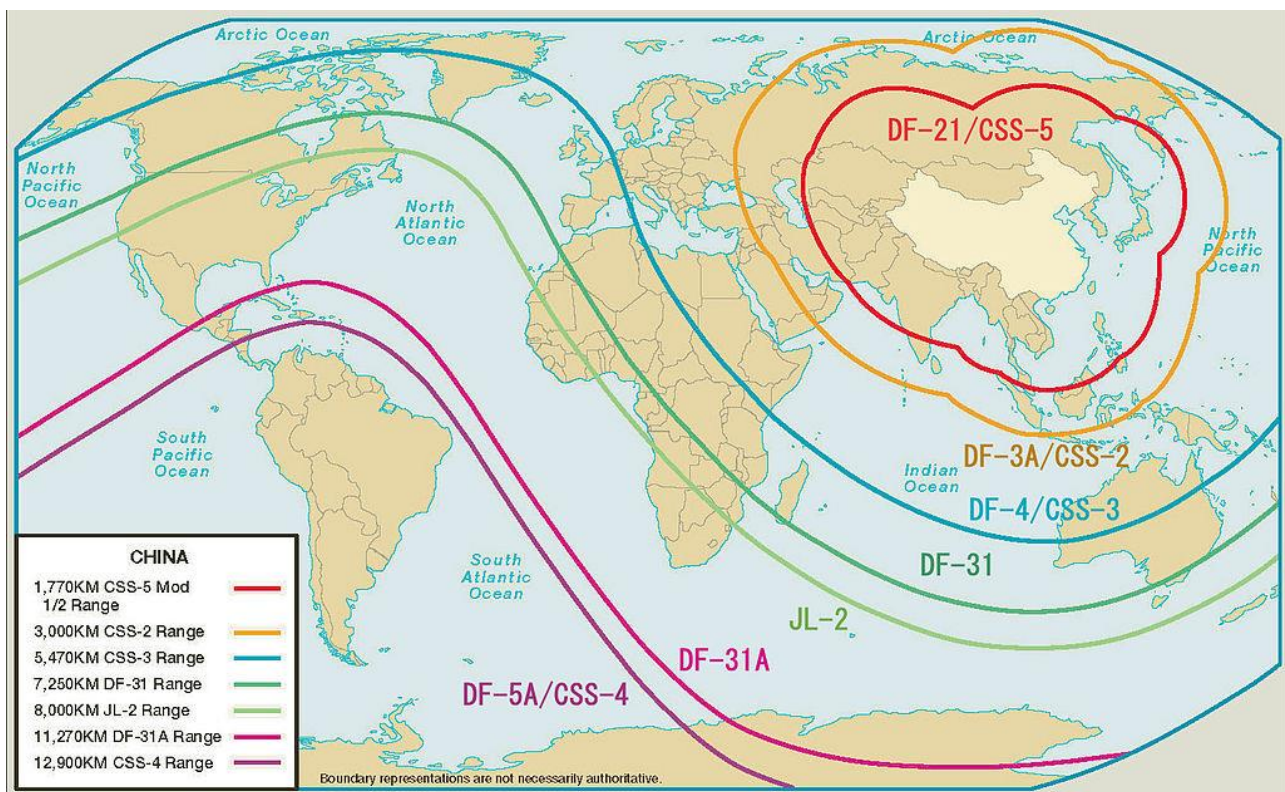 Arctic Ocean
Arctic Ocean
DF-21/CSS-5
North
Pacific
Ocean
North
Atlantic
Ocean
North
Pacific
Ocean
DF-3A/CSS-2
South
Pacific
Ocean
Indian
Ocean
DF-4/CSS-3
DF-31
South
Atlantic
Ocean
JL-2
DF-31A
DF-5A/CSS-4
CHINA
1,770KM CSS-5 Mod
1/2 Range
3,000KM CSS-2 Range
5,470KM CSS-3 Range
7,250KM DF-31 Range
8,000KM JL-2 Range
11,270KM DF-31A Range
12,900KM CSS-4 Range
Boundary representations are not necessarily authoritative.